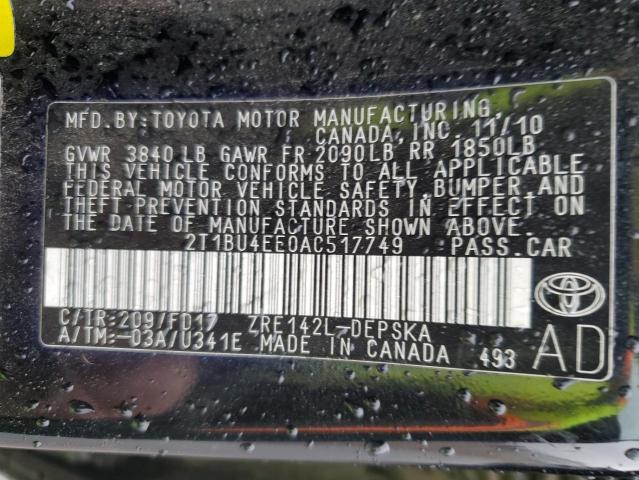 MFD. BY: TOYOTA MOTOR MANUFACTURING,
CANADA, INC. 11/10
GVWR 3840 LB GAWR FR 2090LB RR 1850LB
THIS VEHICLE CONFORMS TO ALL APPLICABLE
FEDERAL MOTOR VEHICLE SAFETY, BUMPER, AND
THEFT PREVENTION STANDARDS IN EFFECT ON
THE DATE OF MANUFACTURE SHOWN ABOVE.
2T1BU4EE0AC517749 PASS. CAR
C/TR: 209/FD17 ZRE142L-DEPSKA
A/TM: -03A/U341E MADE IN CANADA 493
AD